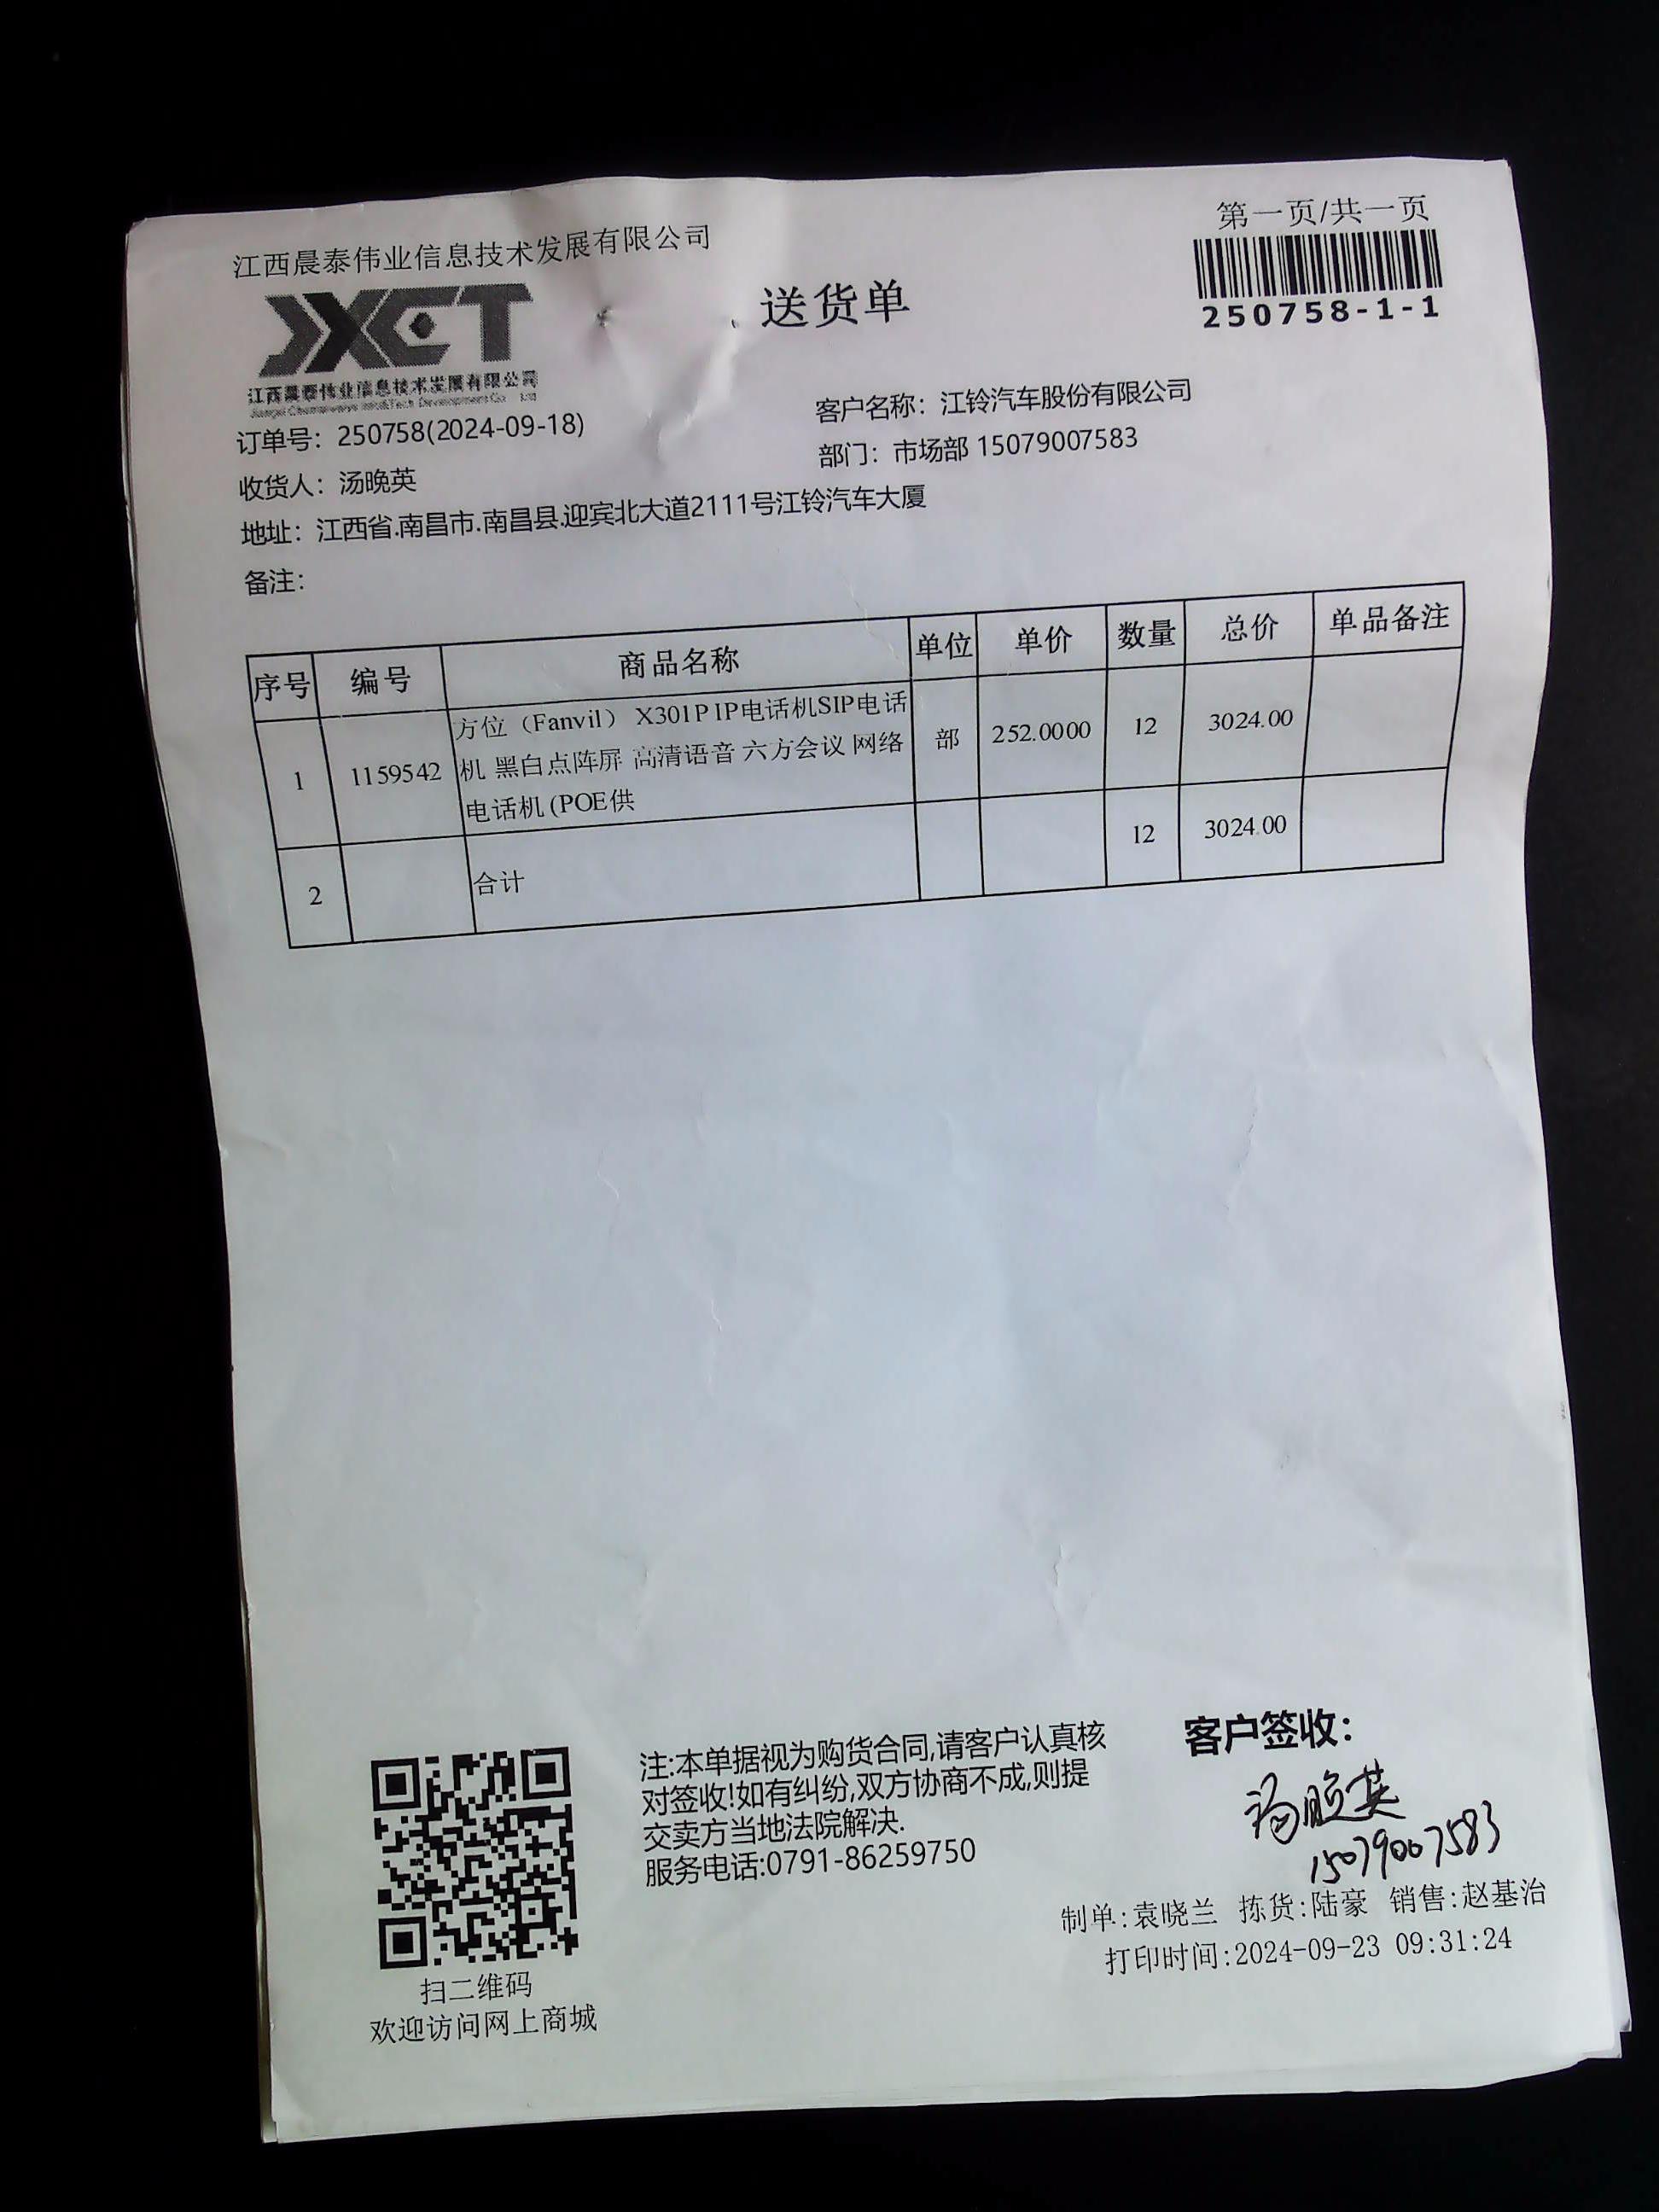 第一页/共一页
江西晨泰伟业信息技术发展有限公司
250758-1-1
JXCT
送货单
江西晨泰伟业信息技术发展有限公司
订单号：250758(2024-09-18)
客户名称：江铃汽车股份有限公司
收货人：汤晚英
部门：市场部 15079007583
地址：江西省.南昌市.南昌县.迎宾北大道2111号江铃汽车大厦
备注：
序号 编号 商品名称 单位 单价 数量 总价 单品备注
1 1159542 方位（Fanvil） X301P IP电话机SIP电话
机 黑白点阵屏 高清语音 六方会议 网络
电话机 (POE供 部 252.0000 12 3024.00
2 合计 12 3024.00
注:本单据视为购货合同,请客户认真核
对签收!如有纠纷,双方协商不成,则提
交卖方当地法院解决.
服务电话:0791-86259750
客户签收：
汤晚英
15079007583
制单:袁晓兰 拣货:陆豪 销售:赵基治
打印时间:2024-09-23 09:31:24
扫二维码
欢迎访问网上商城